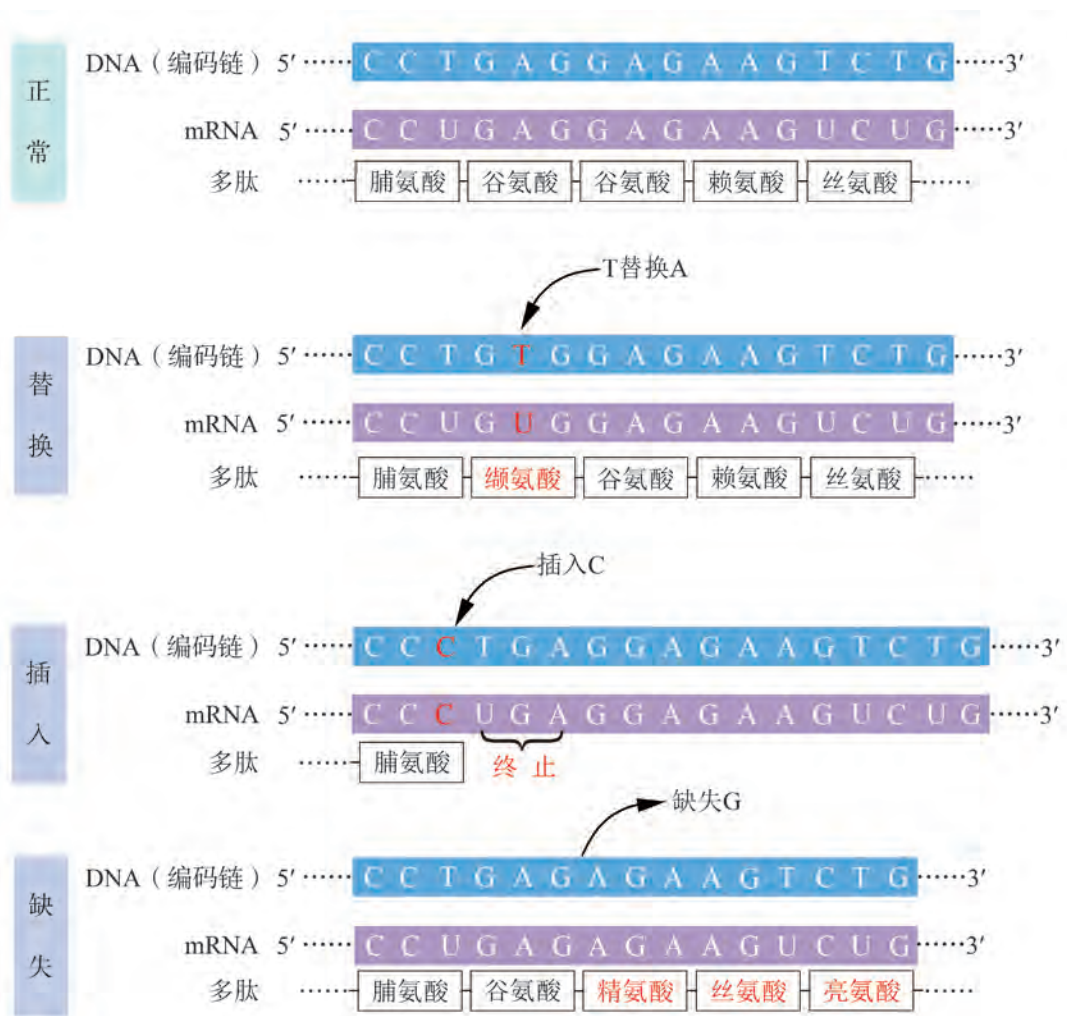 正常
DNA（编码链） 5′ ······ C C T G A G G A G A A G T C T G ······ 3′
mRNA 5′ ······ C C U G A G G A G A A G U C U G ······ 3′
多肽 ······ 脯氨酸 谷氨酸 谷氨酸 赖氨酸 丝氨酸 ······
T替换A
替换
DNA（编码链） 5′ ······ C C T G T G G A G A A G T C T G ······ 3′
mRNA 5′ ······ C C U G U G G A G A A G U C U G ······ 3′
多肽 ······ 脯氨酸 缬氨酸 谷氨酸 赖氨酸 丝氨酸 ······
插入C
插入
DNA（编码链） 5′ ······ C C C T G A G G A G A A G T C T G ······ 3′
mRNA 5′ ······ C C C U G A G G A G A A G U C U G ······ 3′
多肽 ······ 脯氨酸 终 止
缺失G
缺失
DNA（编码链） 5′ ······ C C T G A G A G A A G T C T G ······ 3′
mRNA 5′ ······ C C U G A G A G A A G U C U G ······ 3′
多肽 ······ 脯氨酸 谷氨酸 精氨酸 丝氨酸 亮氨酸 ······